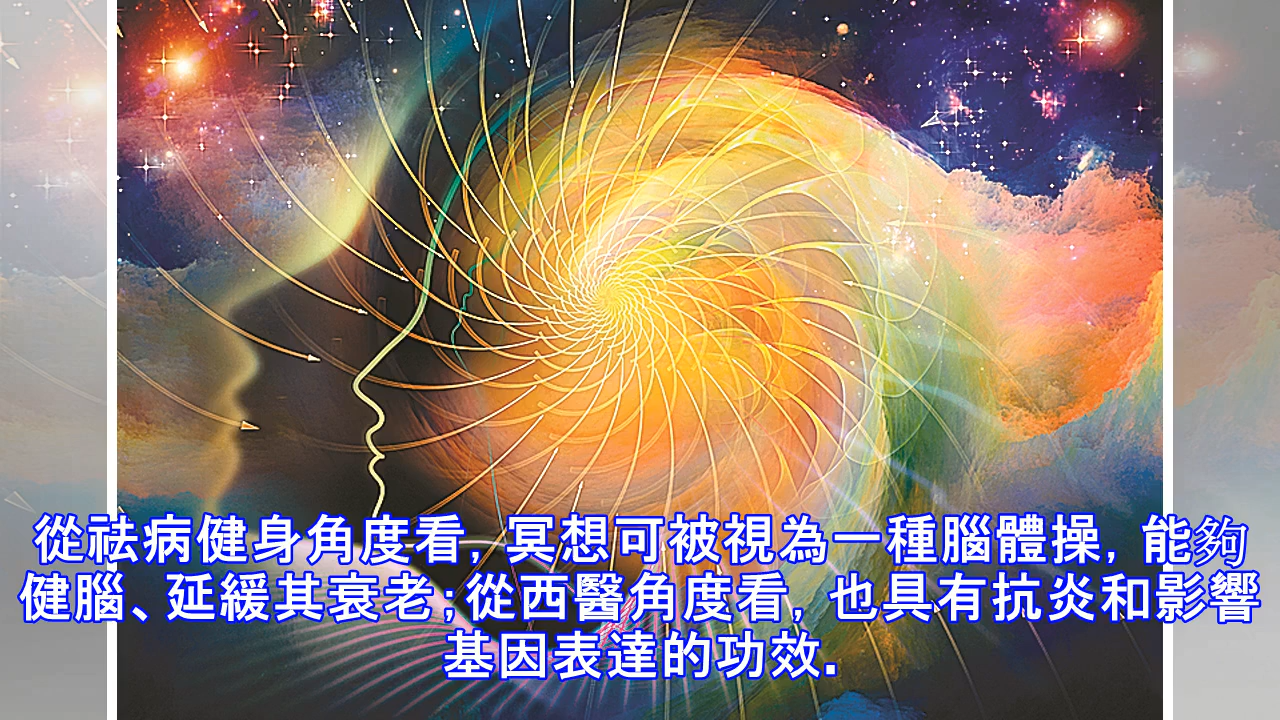 從祛病健身角度看, 冥想可被視為一種腦體操, 能夠
健腦、延緩其衰老;從西醫角度看, 也具有抗炎和影響
基因表達的功效.